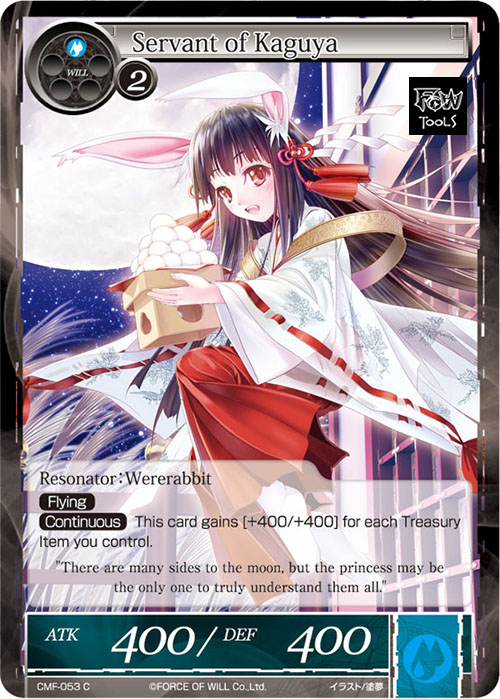 Servant of Kaguya
WILL
2
FOW
TOOLS
Resonator：Wererabbit
Flying
Continuous This card gains [+400/+400] for each Treasury
Item you control.
"There are many sides to the moon, but the princess may be
the only one to truly understand them all."
ATK 400 / DEF 400
CMF-053 C ©FORCE OF WILL Co.,Ltd. イラスト/塗夢